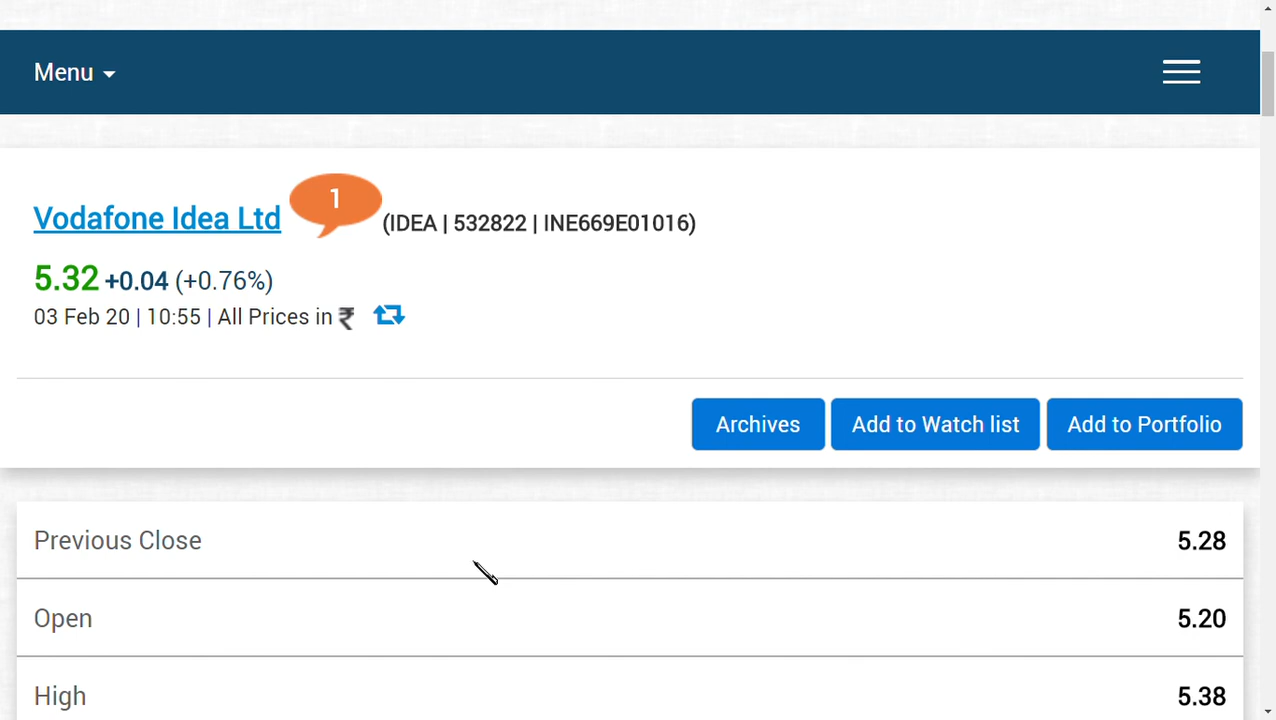 Menu
Vodafone Idea Ltd 1 (IDEA | 532822 | INE669E01016)
5.32 +0.04 (+0.76%)
03 Feb 20 | 10:55 | All Prices in ₹
Archives Add to Watch list Add to Portfolio
Previous Close 5.28
Open 5.20
High 5.38